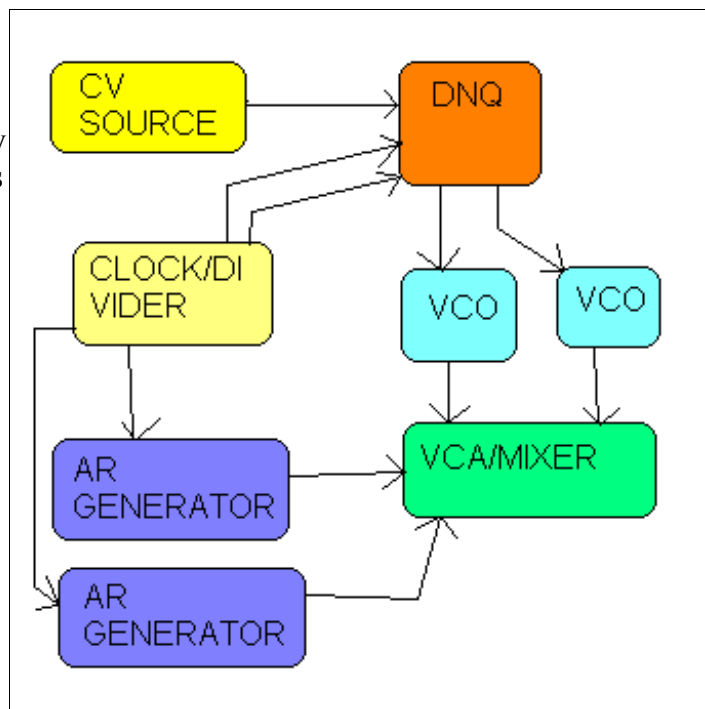 CV
SOURCE
DNQ
y
s
CLOCK/DI
VIDER
VCO
VCO
AR
GENERATOR
VCA/MIXER
AR
GENERATOR